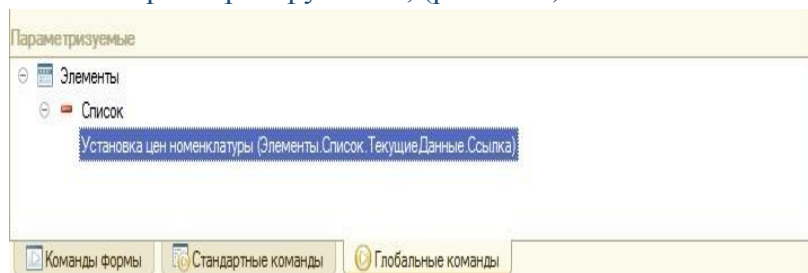 Параметризуемые
Элементы
Список
Установка цен номенклатуры (Элементы.Список.ТекущиеДанные.Ссылка)
Команды формы Стандартные команды Глобальные команды